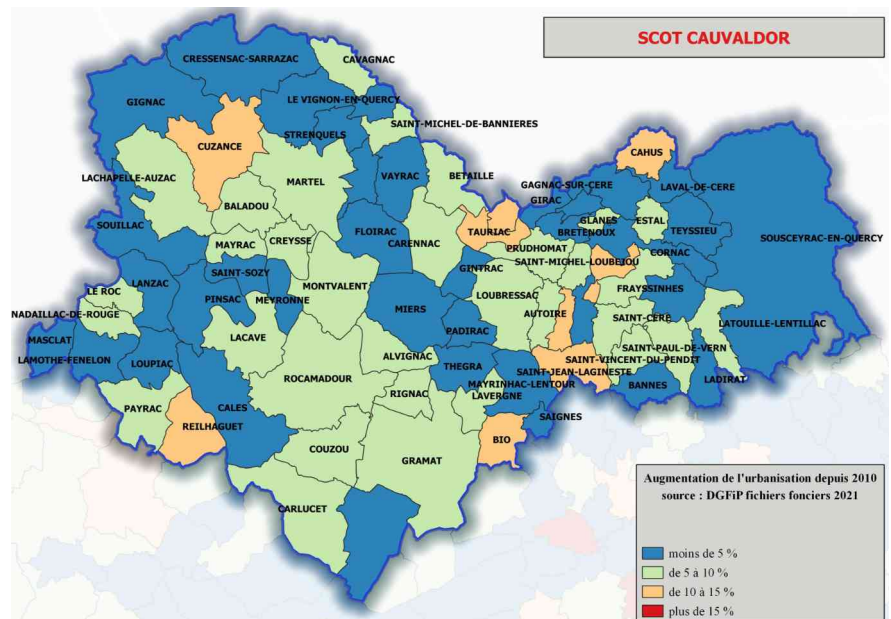 SCOT CAUVALDOR
CRESSENSAC-SARRAZAC
CAVAGNAC
GIGNAC
LE VIGNON-EN-QUERCY
SAINT-MICHEL-DE-BANNIERES
STRENQUELS
CUZANCE
CAHUS
LACHAPELLE-AUZAC
MARTEL
VAYRAC
BETAILLE
GAGNAC-SUR-CERE
LAVAL-DE-CERE
GIRAC
BALADOU
SOUILLAC
FLOIRAC
TAURIAC
GLANES
ESTAL
BRETENOUX
TEYSSIEU
SOUSCEYRAC-EN-QUERCY
MAYRAC
CREYSSE
CARENNAC
PRUDHOMAT
CORNAC
SAINT-MICHEL-LOUBEJOU
GINTRAC
SAINT-SOZY
LANZAC
LE ROC
PINSAC
MEYRONNE
MONTVALENT
LOUBRESSAC
FRAYSSINHES
MIERS
NADAILLAC-DE-ROUGE
AUTOIRE
SAINT-CERE
LATOUILLE-LENTILLAC
MASCLAT
LACAVE
PADIRAC
LAMOTHE-FENELON
LOUPIAC
ALVIGNAC
SAINT-PAUL-DE-VERN
SAINT-VINCENT-DU-PENDIT
THEGRA
SAINT-JEAN-LAGINESTE
ROCAMADOUR
RIGNAC
MAYRINHAC-LENTOUR
LAVERGNE
BANNES
LADIRAT
PAYRAC
CALES
SAIGNES
REILHAGUET
BIO
COUZOU
GRAMAT
CARLUCET
Augmentation de l'urbanisation depuis 2010
source : DGFiP fichiers fonciers 2021
moins de 5 %
de 5 à 10 %
de 10 à 15 %
plus de 15 %